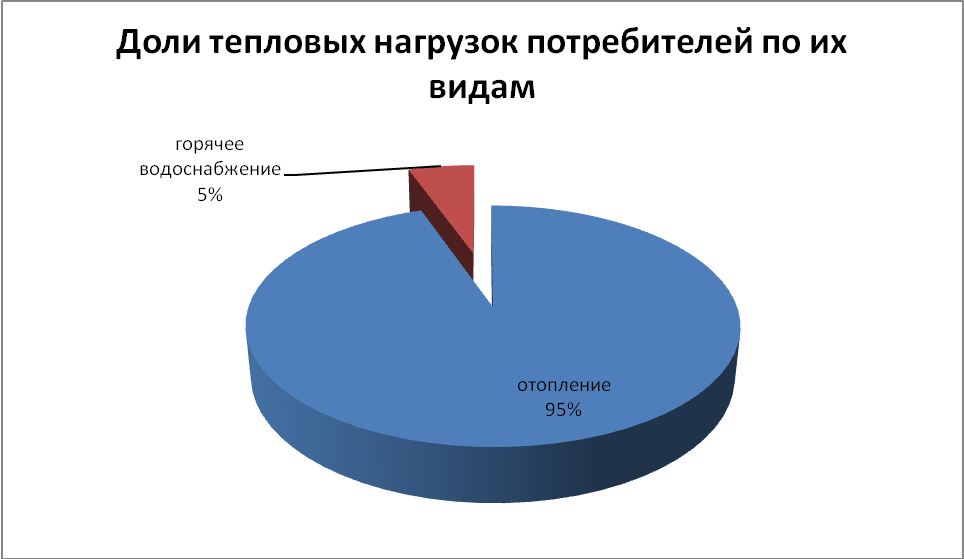 Доли тепловых нагрузок потребителей по их
видам
горячее
водоснабжение
5%
отопление
95%